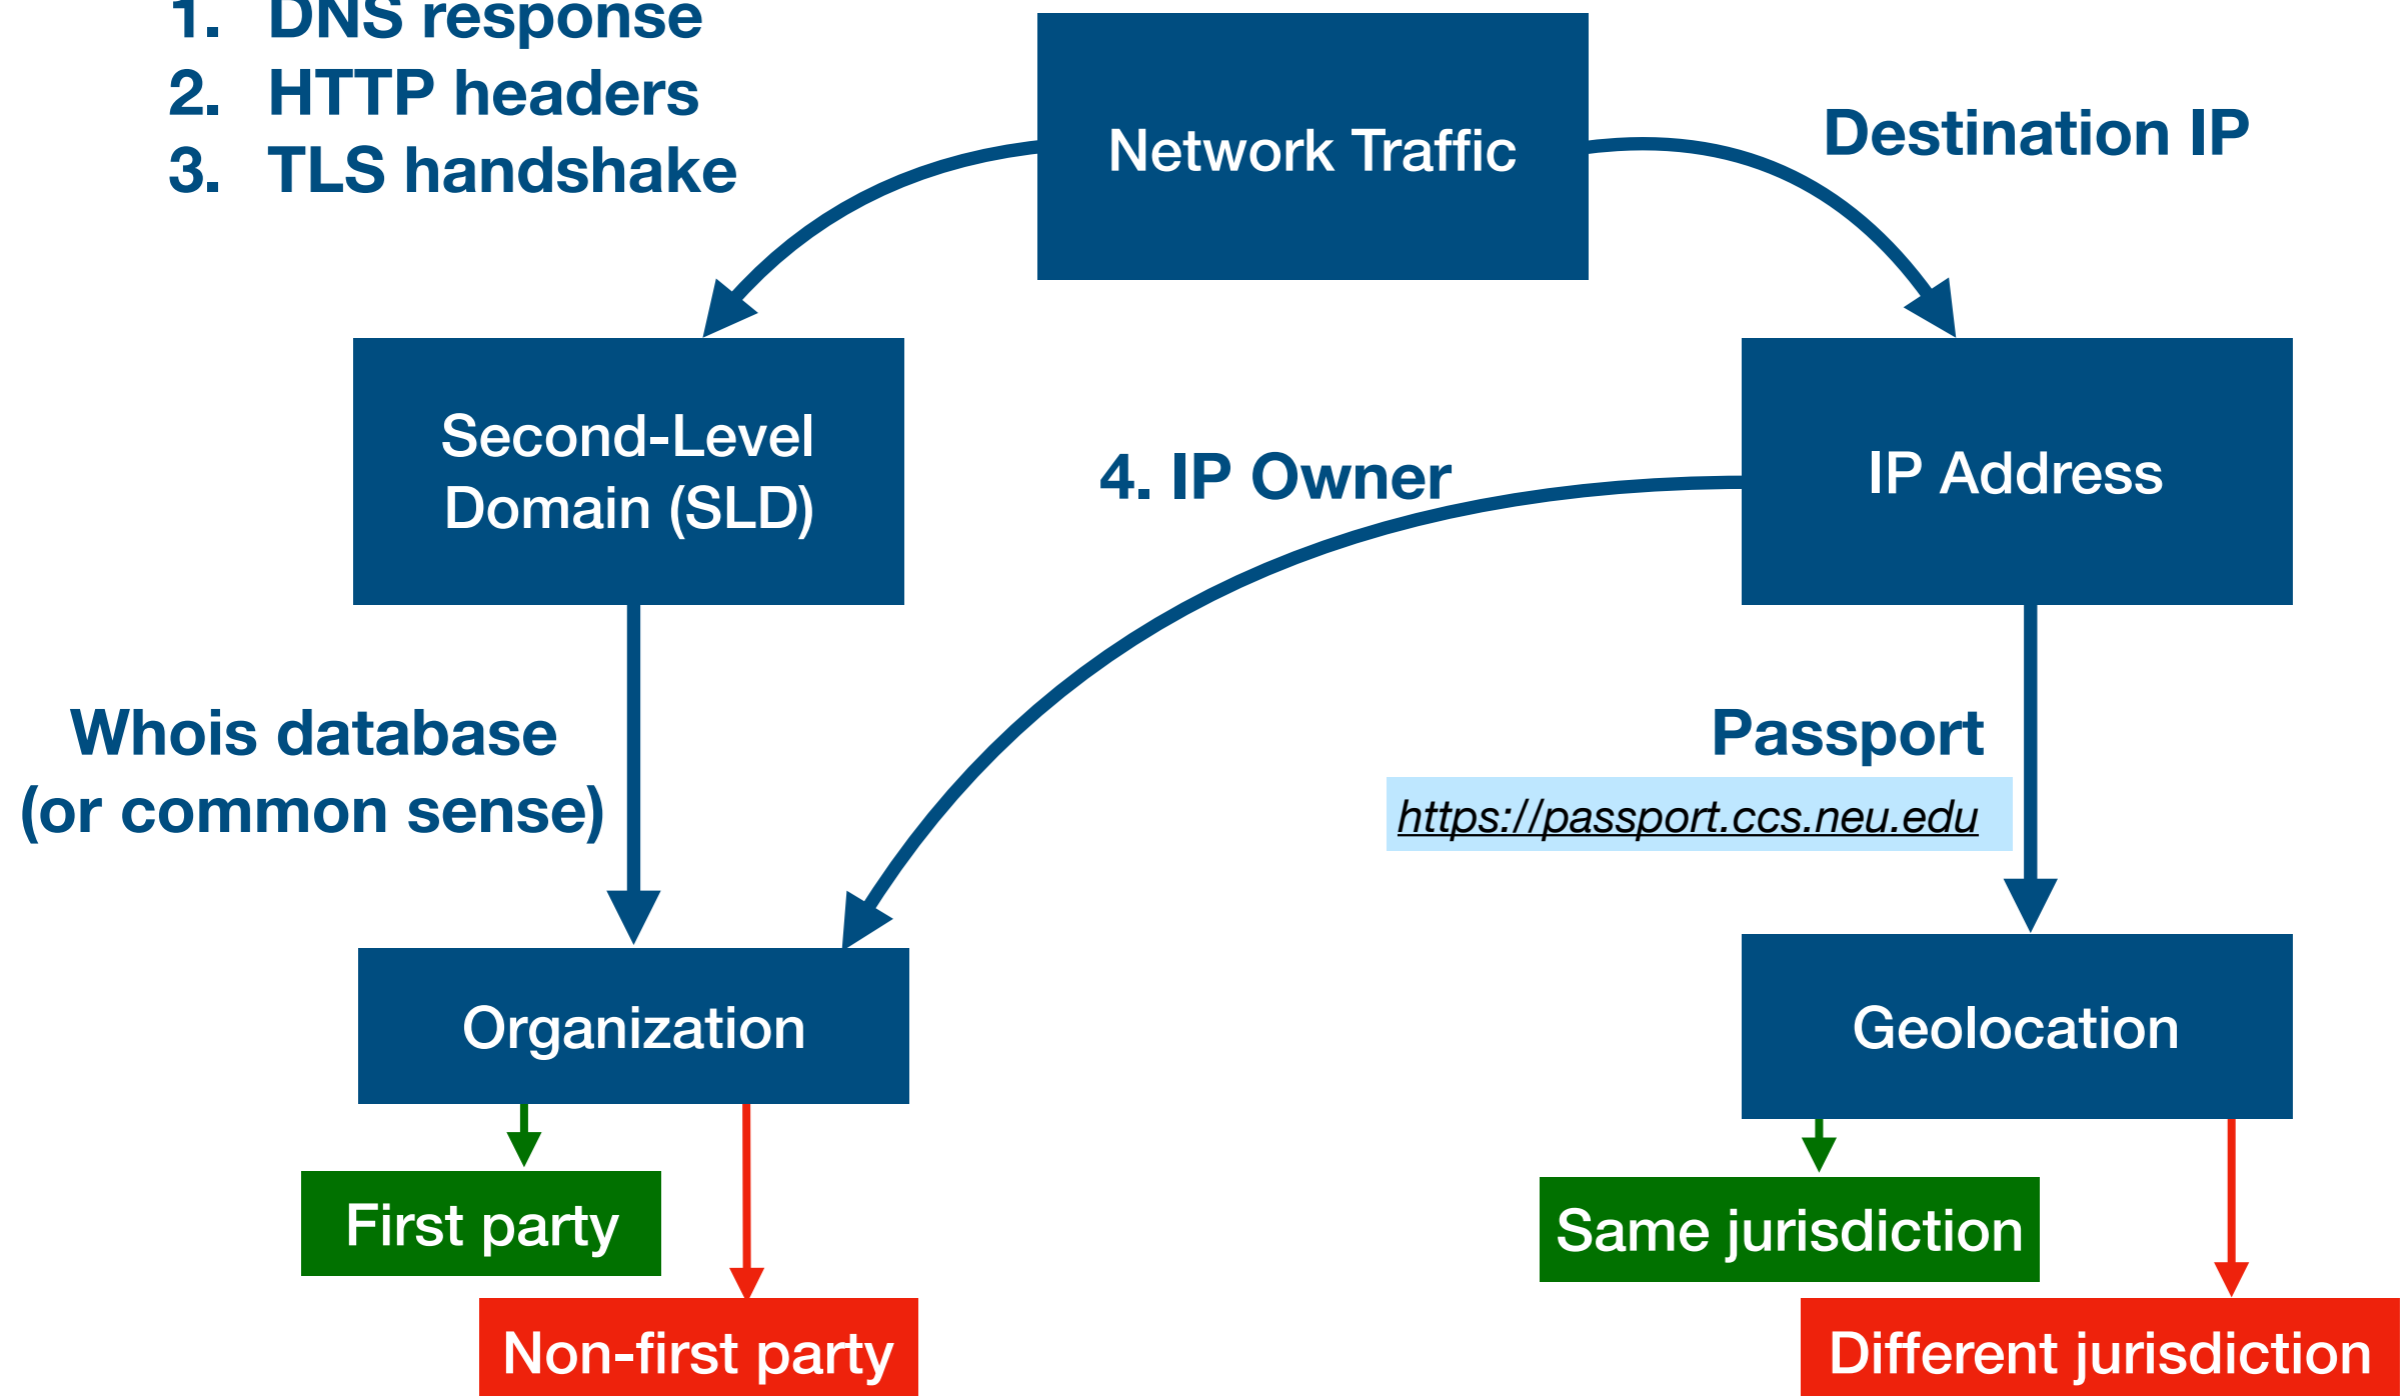 1. DNS response
2. HTTP headers
3. TLS handshake
Network Traffic
Destination IP
Second-Level
Domain (SLD)
4. IP Owner
IP Address
Whois database
(or common sense)
Passport
https://passport.ccs.neu.edu
Organization
Geolocation
First party
Same jurisdiction
Non-first party
Different jurisdiction